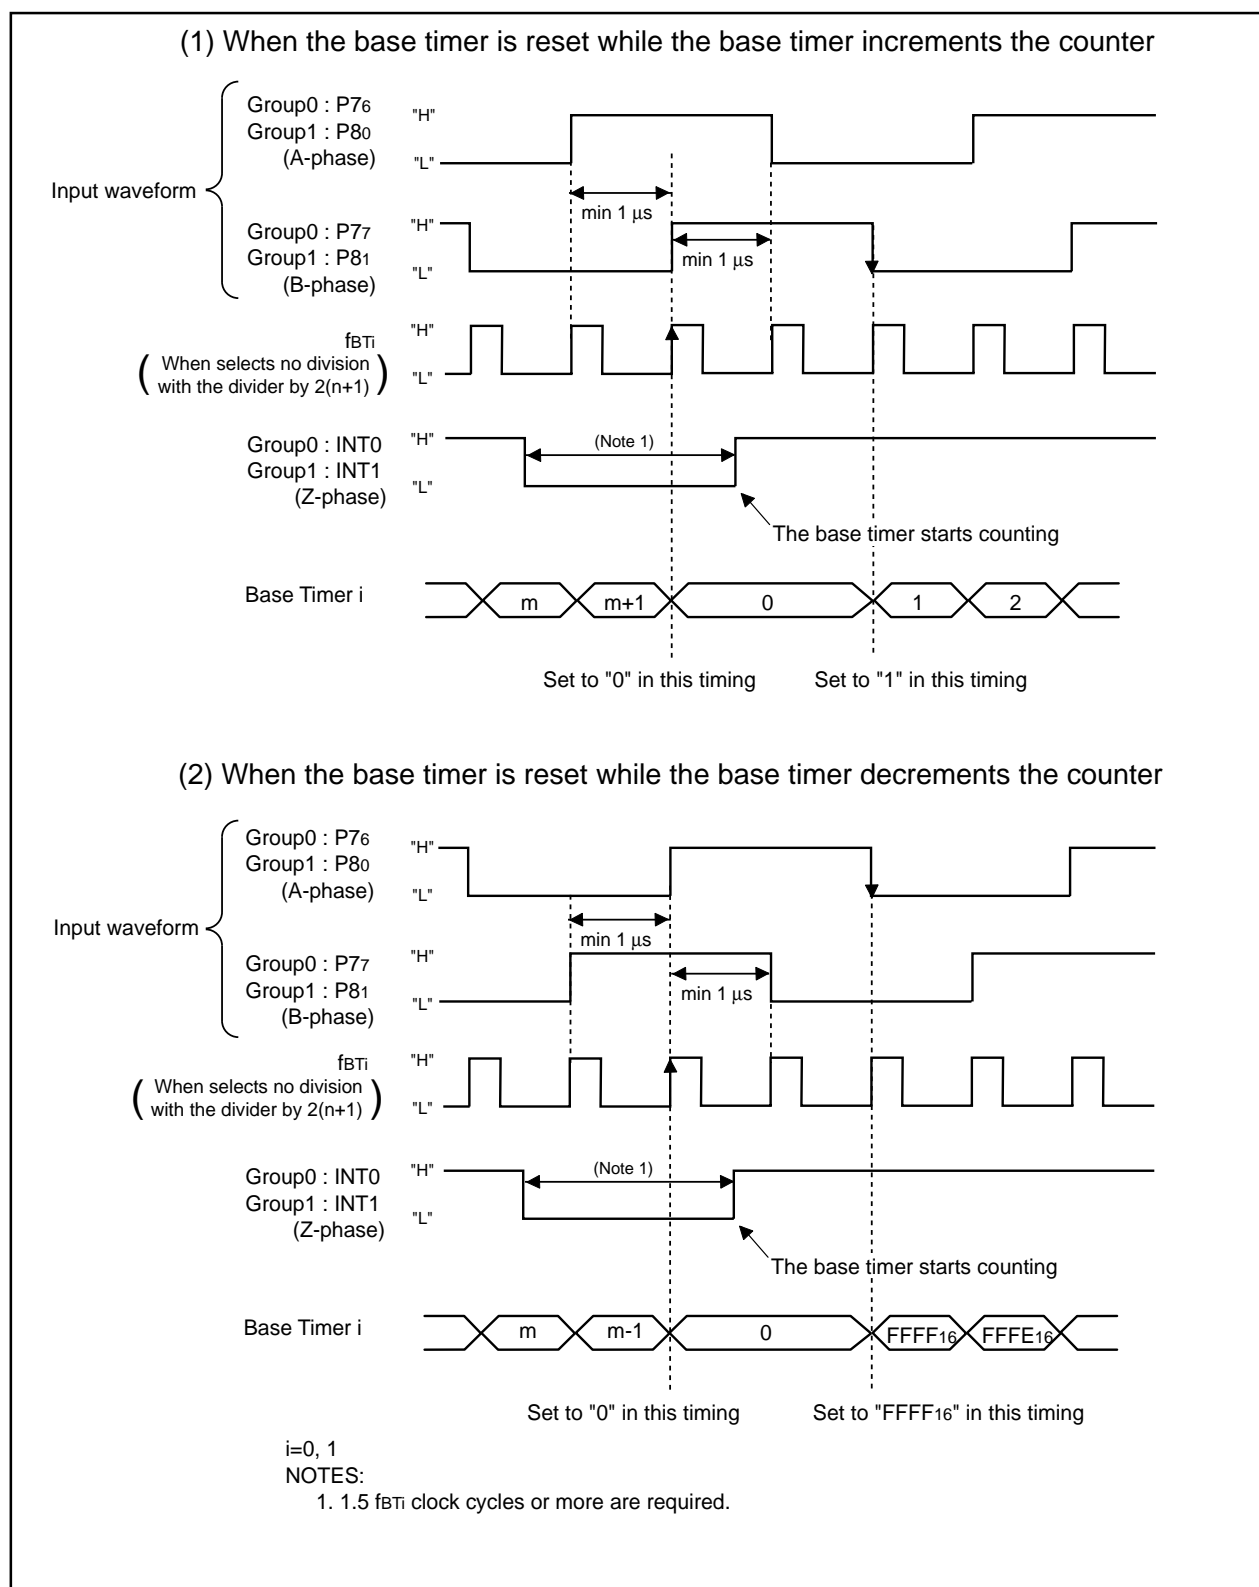 (1) When the base timer is reset while the base timer increments the counter
Input waveform
Group0 : P76
Group1 : P80
(A-phase)
"H"
"L"
min 1 μs
Group0 : P77
Group1 : P81
(B-phase)
"H"
"L"
min 1 μs
fBTi
(When selects no division
with the divider by 2(n+1))
"H"
"L"
Group0 : INT0
Group1 : INT1
(Z-phase)
"H"
"L"
(Note 1)
The base timer starts counting
Base Timer i
m
m+1
0
1
2
Set to "0" in this timing
Set to "1" in this timing
(2) When the base timer is reset while the base timer decrements the counter
Input waveform
Group0 : P76
Group1 : P80
(A-phase)
"H"
"L"
min 1 μs
Group0 : P77
Group1 : P81
(B-phase)
"H"
"L"
min 1 μs
fBTi
(When selects no division
with the divider by 2(n+1))
"H"
"L"
Group0 : INT0
Group1 : INT1
(Z-phase)
"H"
"L"
(Note 1)
The base timer starts counting
Base Timer i
m
m-1
0
FFFF16
FFFE16
Set to "0" in this timing
Set to "FFFF16" in this timing
i=0, 1
NOTES:
1. 1.5 fBTi clock cycles or more are required.